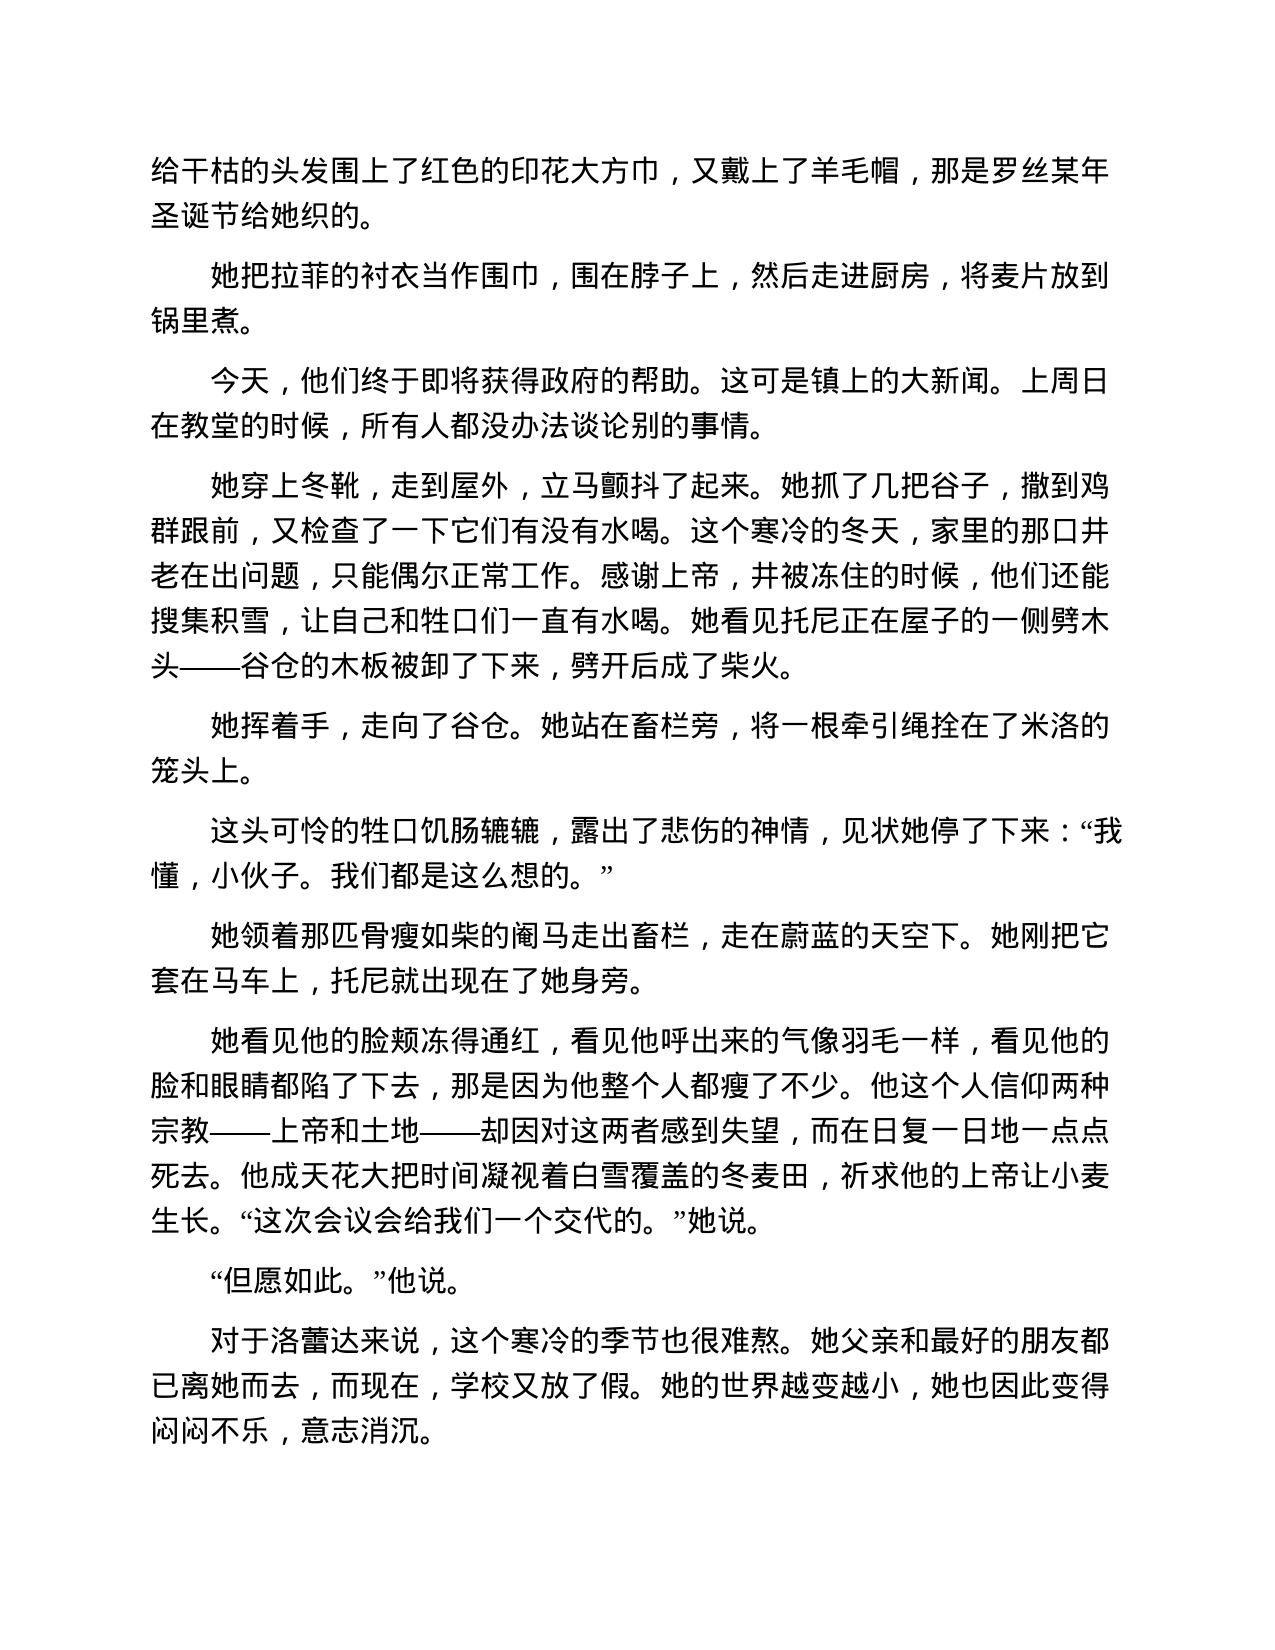 给干枯的头发围上了红色的印花大方巾，又戴上了羊毛帽，那是罗丝某年
圣诞节给她织的。
她把拉菲的衬衣当作围巾，围在脖子上，然后走进厨房，将麦片放到
锅里煮。
今天，他们终于即将获得政府的帮助。这可是镇上的大新闻。上周日
在教堂的时候，所有人都没办法谈论别的事情。
她穿上冬靴，走到屋外，立马颤抖了起来。她抓了几把谷子，撒到鸡
群跟前，又检查了一下它们有没有水喝。这个寒冷的冬天，家里的那口井
老在出问题，只能偶尔正常工作。感谢上帝，井被冻住的时候，他们还能
搜集积雪，让自己和牲口们一直有水喝。她看见托尼正在屋子的一侧劈木
头——谷仓的木板被卸了下来，劈开后成了柴火。
她挥着手，走向了谷仓。她站在畜栏旁，将一根牵引绳拴在了米洛的
笼头上。
这头可怜的牲口饥肠辘辘，露出了悲伤的神情，见状她停了下来：“我
懂，小伙子。我们都是这么想的。”
她领着那匹骨瘦如柴的阉马走出畜栏，走在蔚蓝的天空下。她刚把它
套在马车上，托尼就出现在了她身旁。
她看见他的脸颊冻得通红，看见他呼出来的气像羽毛一样，看见他的
脸和眼睛都陷了下去，那是因为他整个人都瘦了不少。他这个人信仰两种
宗教——上帝和土地——却因对这两者感到失望，而在日复一日地一点点
死去。他成天花大把时间凝视着白雪覆盖的冬麦田，祈求他的上帝让小麦
生长。“这次会议会给我们一个交代的。”她说。
“但愿如此。”他说。
对于洛蕾达来说，这个寒冷的季节也很难熬。她父亲和最好的朋友都
已离她而去，而现在，学校又放了假。她的世界越变越小，她也因此变得
闷闷不乐，意志消沉。